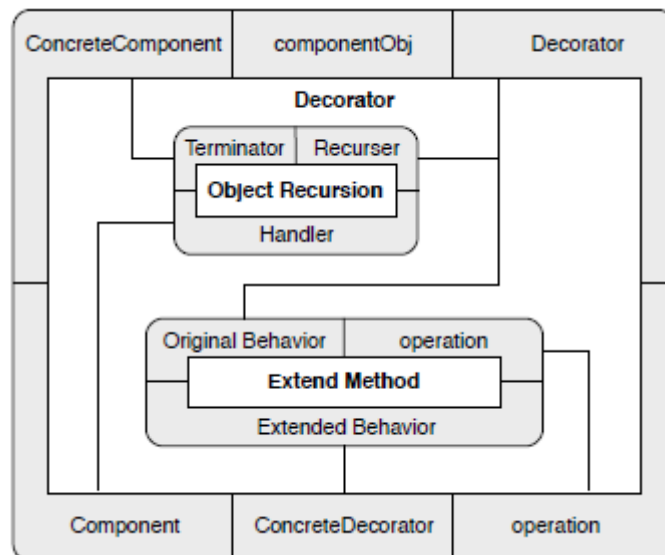 ConcreteComponent componentObj Decorator
Decorator
Terminator Recurser
Object Recursion
Handler
Original Behavior operation
Extend Method
Extended Behavior
Component ConcreteDecorator operation